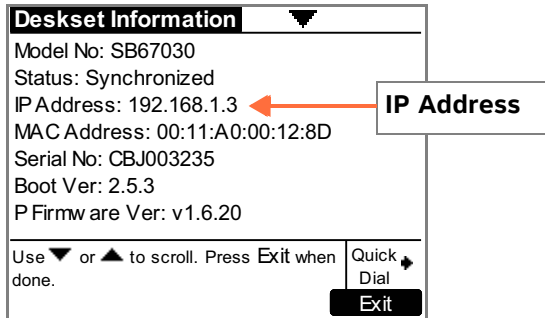 Deskset Information
Model No: SB67030
Status: Synchronized
IP Address: 192.168.1.3
IP Address
MAC Address: 00:11:A0:00:12:8D
Serial No: CBJ003235
Boot Ver: 2.5.3
P Firmware Ver: v1.6.20
Use ▼ or ▲ to scroll. Press Exit when
done.
Quick
Dial
Exit